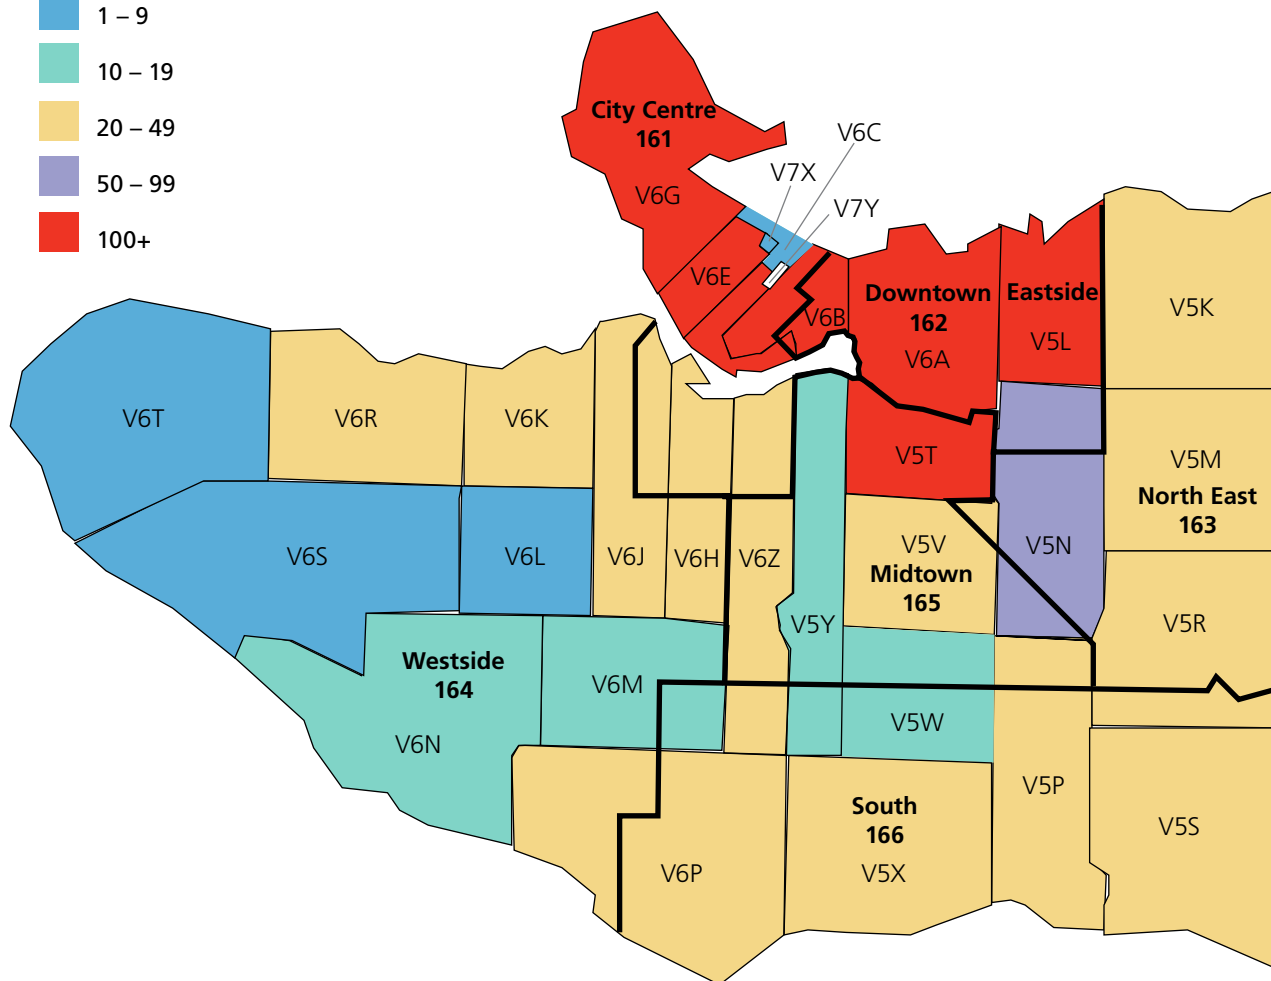 1 – 9
10 – 19
20 – 49
50 – 99
100+
City Centre
161
V6C
V7X
V7Y
V6G
V6E
V6B
Downtown
162
Eastside
V6A
V5L
V5K
V6T
V6R
V6K
V5T
V5M
North East
163
V6S
V6L
V6J
V6H
V6Z
V5V
Midtown
165
V5N
V5Y
V5R
Westside
164
V6M
V6N
V5W
V5P
South
166
V6P
V5X
V5S